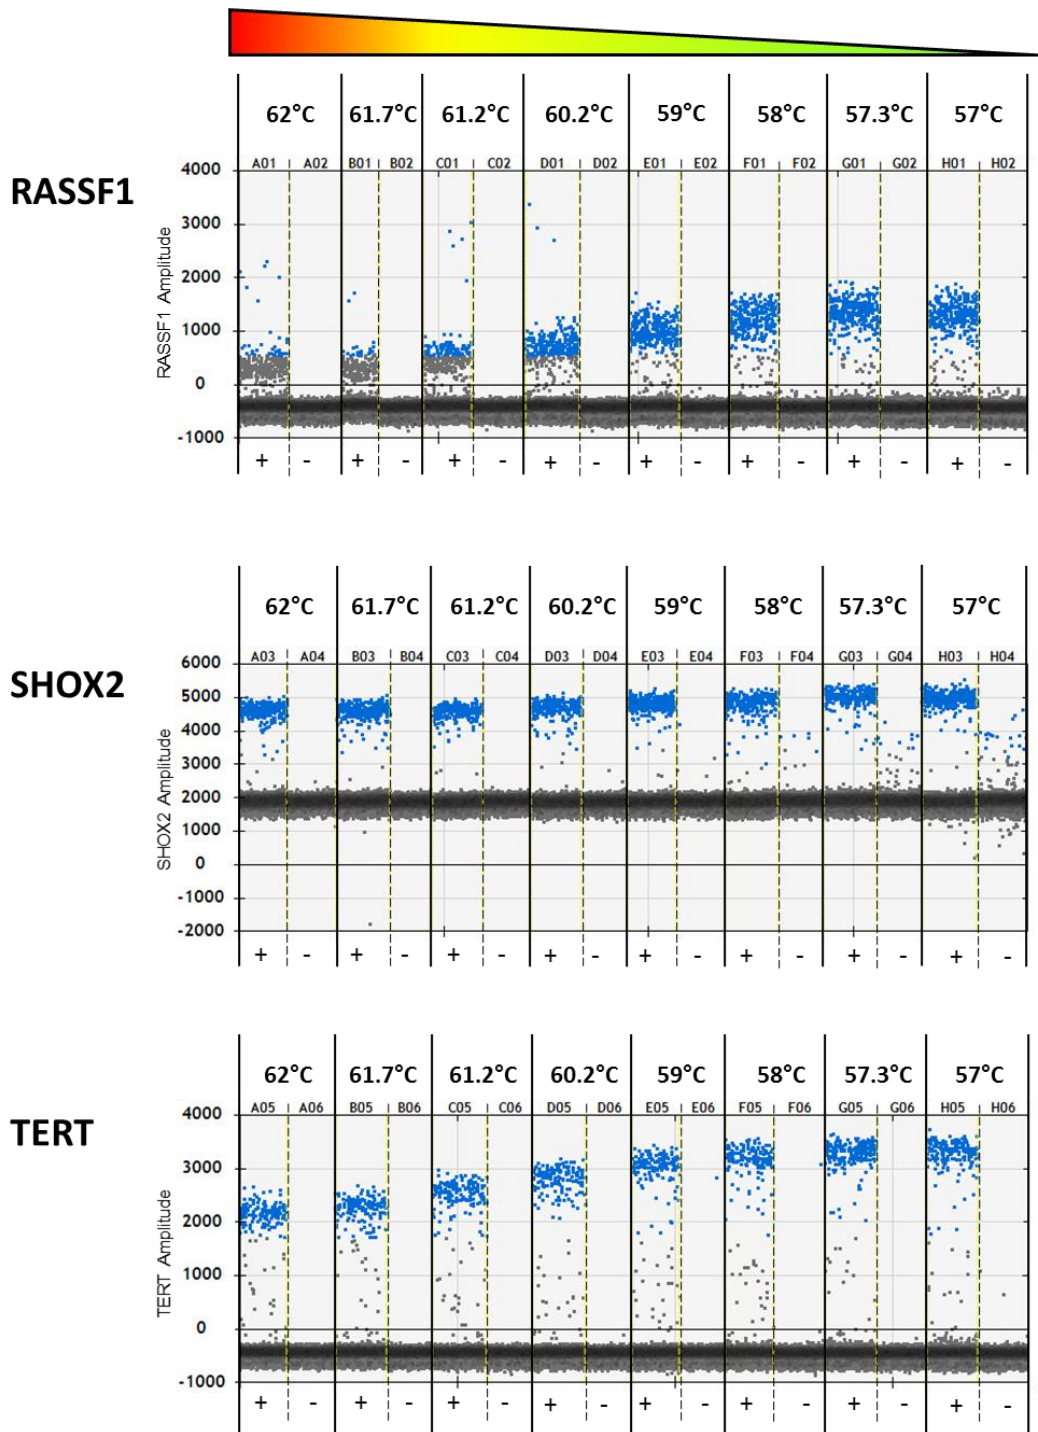 62°C 61.7°C 61.2°C 60.2°C 59°C 58°C 57.3°C 57°C
A01 A02 B01 B02 C01 C02 D01 D02 E01 E02 F01 F02 G01 G02 H01 H02
RASSF1
RASSF1 Amplitude
4000
3000
2000
1000
0
-1000
+ - + - + - + - + - + - + - + -
62°C 61.7°C 61.2°C 60.2°C 59°C 58°C 57.3°C 57°C
A03 A04 B03 B04 C03 C04 D03 D04 E03 E04 F03 F04 G03 G04 H03 H04
SHOX2
SHOX2 Amplitude
6000
5000
4000
3000
2000
1000
0
-1000
-2000
+ - + - + - + - + - + - + - + -
62°C 61.7°C 61.2°C 60.2°C 59°C 58°C 57.3°C 57°C
A05 A06 B05 B06 C05 C06 D05 D06 E05 E06 F05 F06 G05 G06 H05 H06
TERT
TERT Amplitude
4000
3000
2000
1000
0
-1000
+ - + - + - + - + - + - + - + -